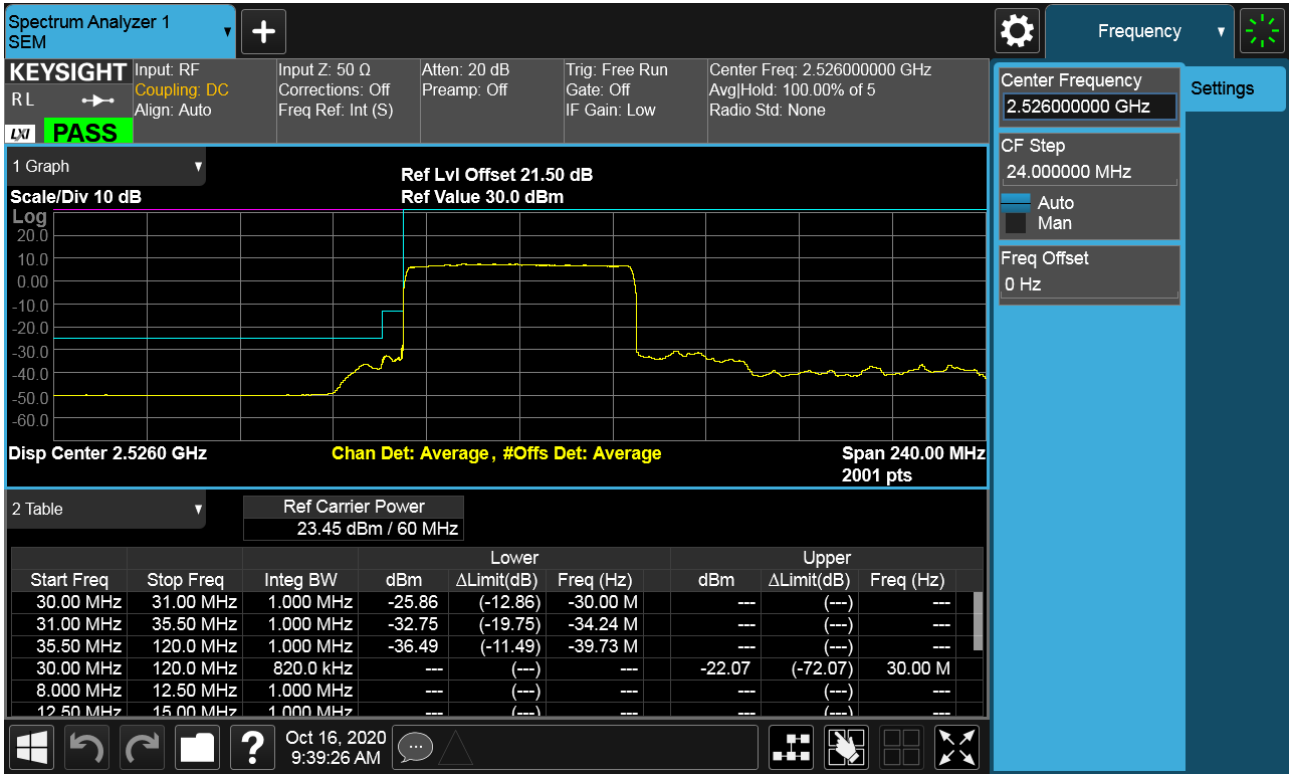 Spectrum Analyzer 1
SEM
+
Frequency
KEYSIGHT
RL
LXI PASS
Input: RF
Coupling: DC
Align: Auto
Input Z: 50 Ω
Corrections: Off
Freq Ref: Int (S)
Atten: 20 dB
Preamp: Off
Trig: Free Run
Gate: Off
IF Gain: Low
Center Freq: 2.526000000 GHz
Avg|Hold: 100.00% of 5
Radio Std: None
Center Frequency
2.526000000 GHz
Settings
CF Step
24.000000 MHz
Auto
Man
Freq Offset
0 Hz
1 Graph
Ref Lvl Offset 21.50 dB
Scale/Div 10 dB Ref Value 30.0 dBm
Log
20.0
10.0
0.00
-10.0
-20.0
-30.0
-40.0
-50.0
-60.0
Disp Center 2.5260 GHz Chan Det: Average , #Offs Det: Average Span 240.00 MHz
2001 pts
2 Table
Ref Carrier Power
23.45 dBm / 60 MHz
Lower Upper
Start Freq Stop Freq Integ BW dBm ΔLimit(dB) Freq (Hz) dBm ΔLimit(dB) Freq (Hz)
30.00 MHz 31.00 MHz 1.000 MHz -25.86 (-12.86) -30.00 M --- (---) ---
31.00 MHz 35.50 MHz 1.000 MHz -32.75 (-19.75) -34.24 M --- (---) ---
35.50 MHz 120.0 MHz 1.000 MHz -36.49 (-11.49) -39.73 M --- (---) ---
30.00 MHz 120.0 MHz 820.0 kHz --- (---) --- -22.07 (-72.07) 30.00 M
8.000 MHz 12.50 MHz 1.000 MHz --- (---) --- --- (---) ---
12.50 MHz 15.00 MHz 1.000 MHz --- (---) --- --- (---) ---
?
Oct 16, 2020
9:39:26 AM